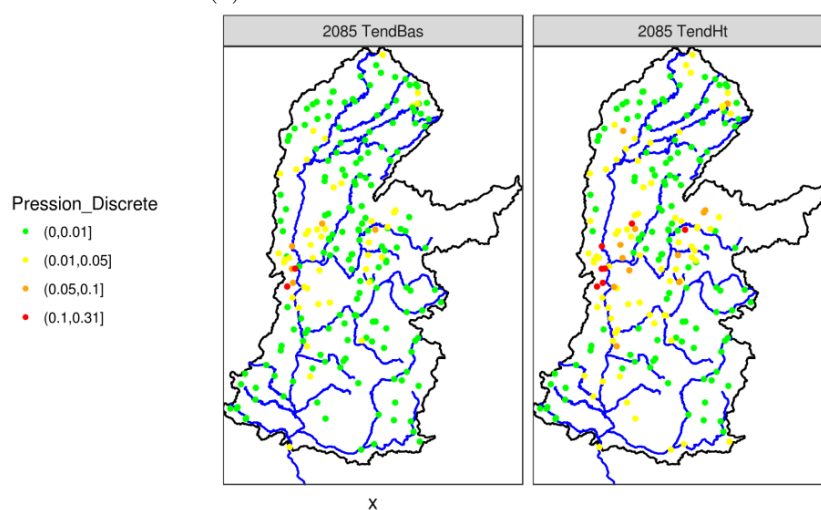 2085 TendBas
2085 TendHt
Pression_Discrete
(0,0.01]
(0.01,0.05]
(0.05,0.1]
(0.1,0.31]
x